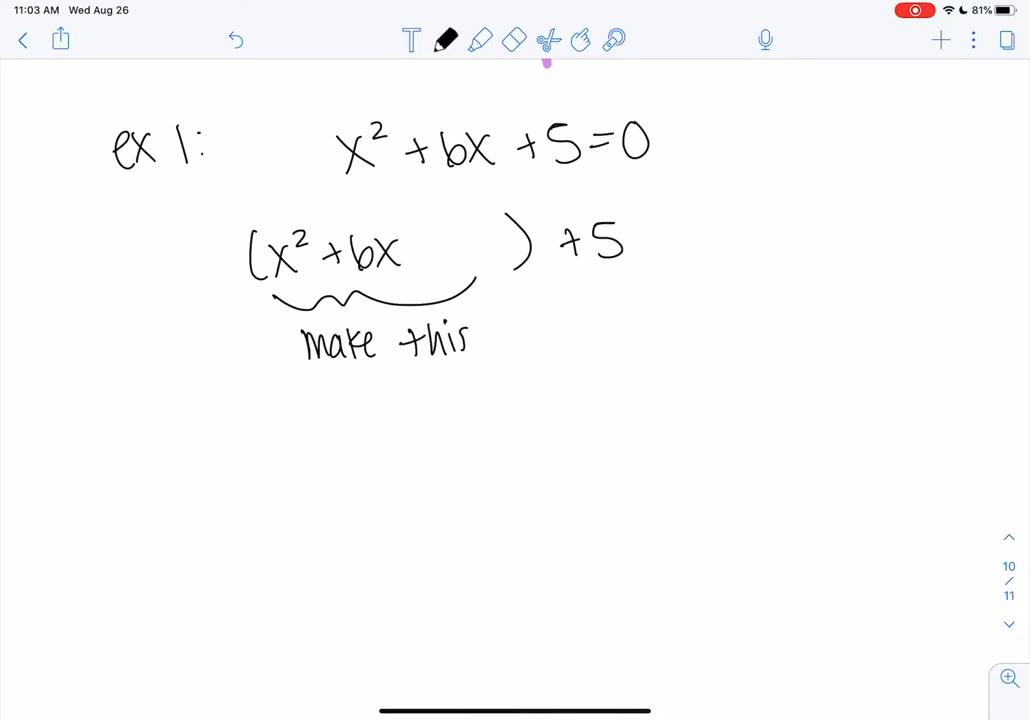 11:03 AM Wed Aug 26 81%
T
ex 1: x² + 6x + 5 = 0
(x² + 6x ) + 5
make this
10
/
11